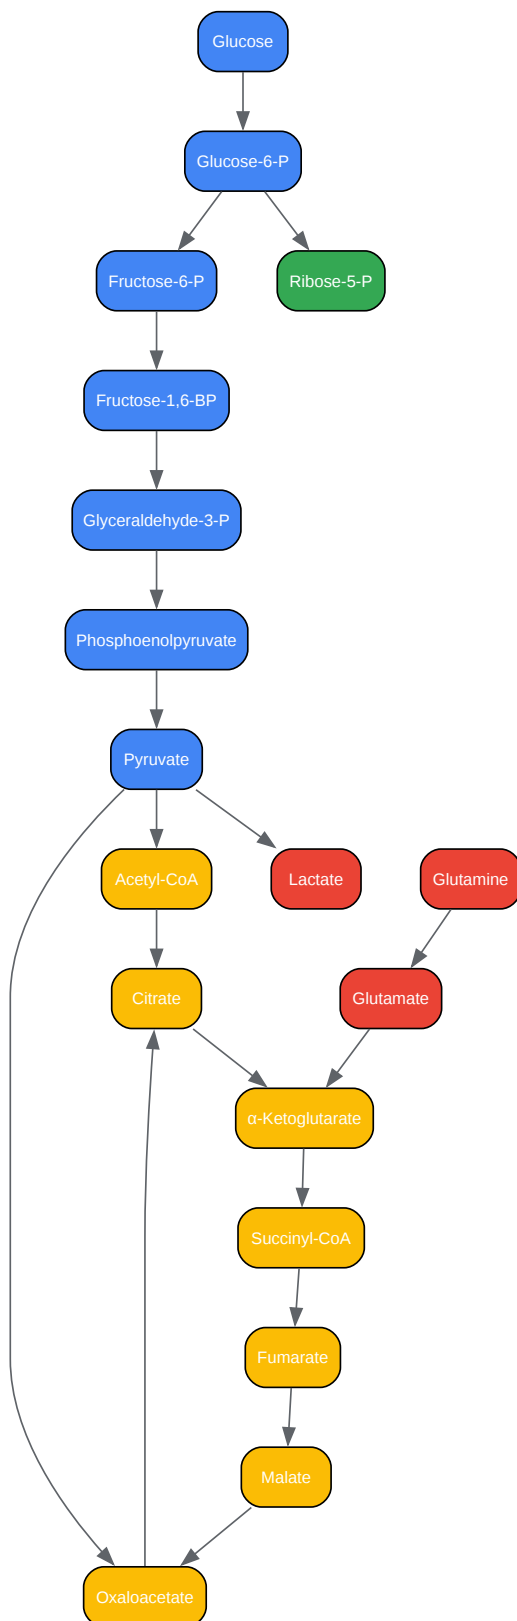 Glucose
Glucose-6-P
Fructose-6-P
Ribose-5-P
Fructose-1,6-BP
Glyceraldehyde-3-P
Phosphoenolpyruvate
Pyruvate
Acetyl-CoA
Lactate
Glutamine
Citrate
Glutamate
α-Ketoglutarate
Succinyl-CoA
Fumarate
Malate
Oxaloacetate